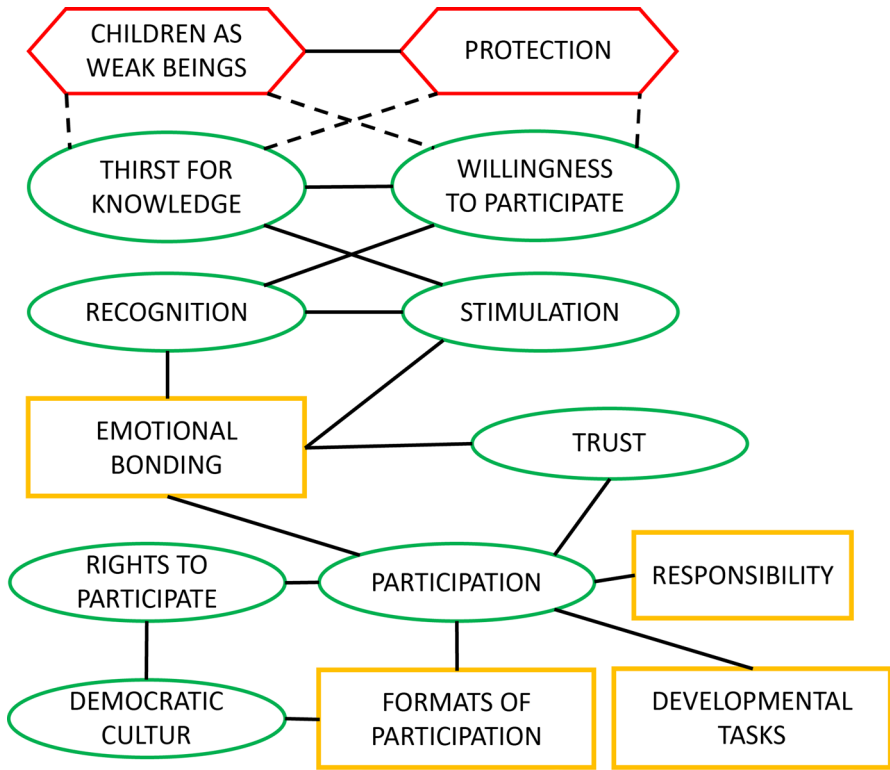 CHILDREN AS
WEAK BEINGS
PROTECTION
THIRST FOR
KNOWLEDGE
WILLINGNESS
TO PARTICIPATE
RECOGNITION
STIMULATION
EMOTIONAL
BONDING
TRUST
RIGHTS TO
PARTICIPATE
PARTICIPATION
RESPONSIBILITY
DEMOCRATIC
CULTUR
FORMATS OF
PARTICIPATION
DEVELOPMENTAL
TASKS